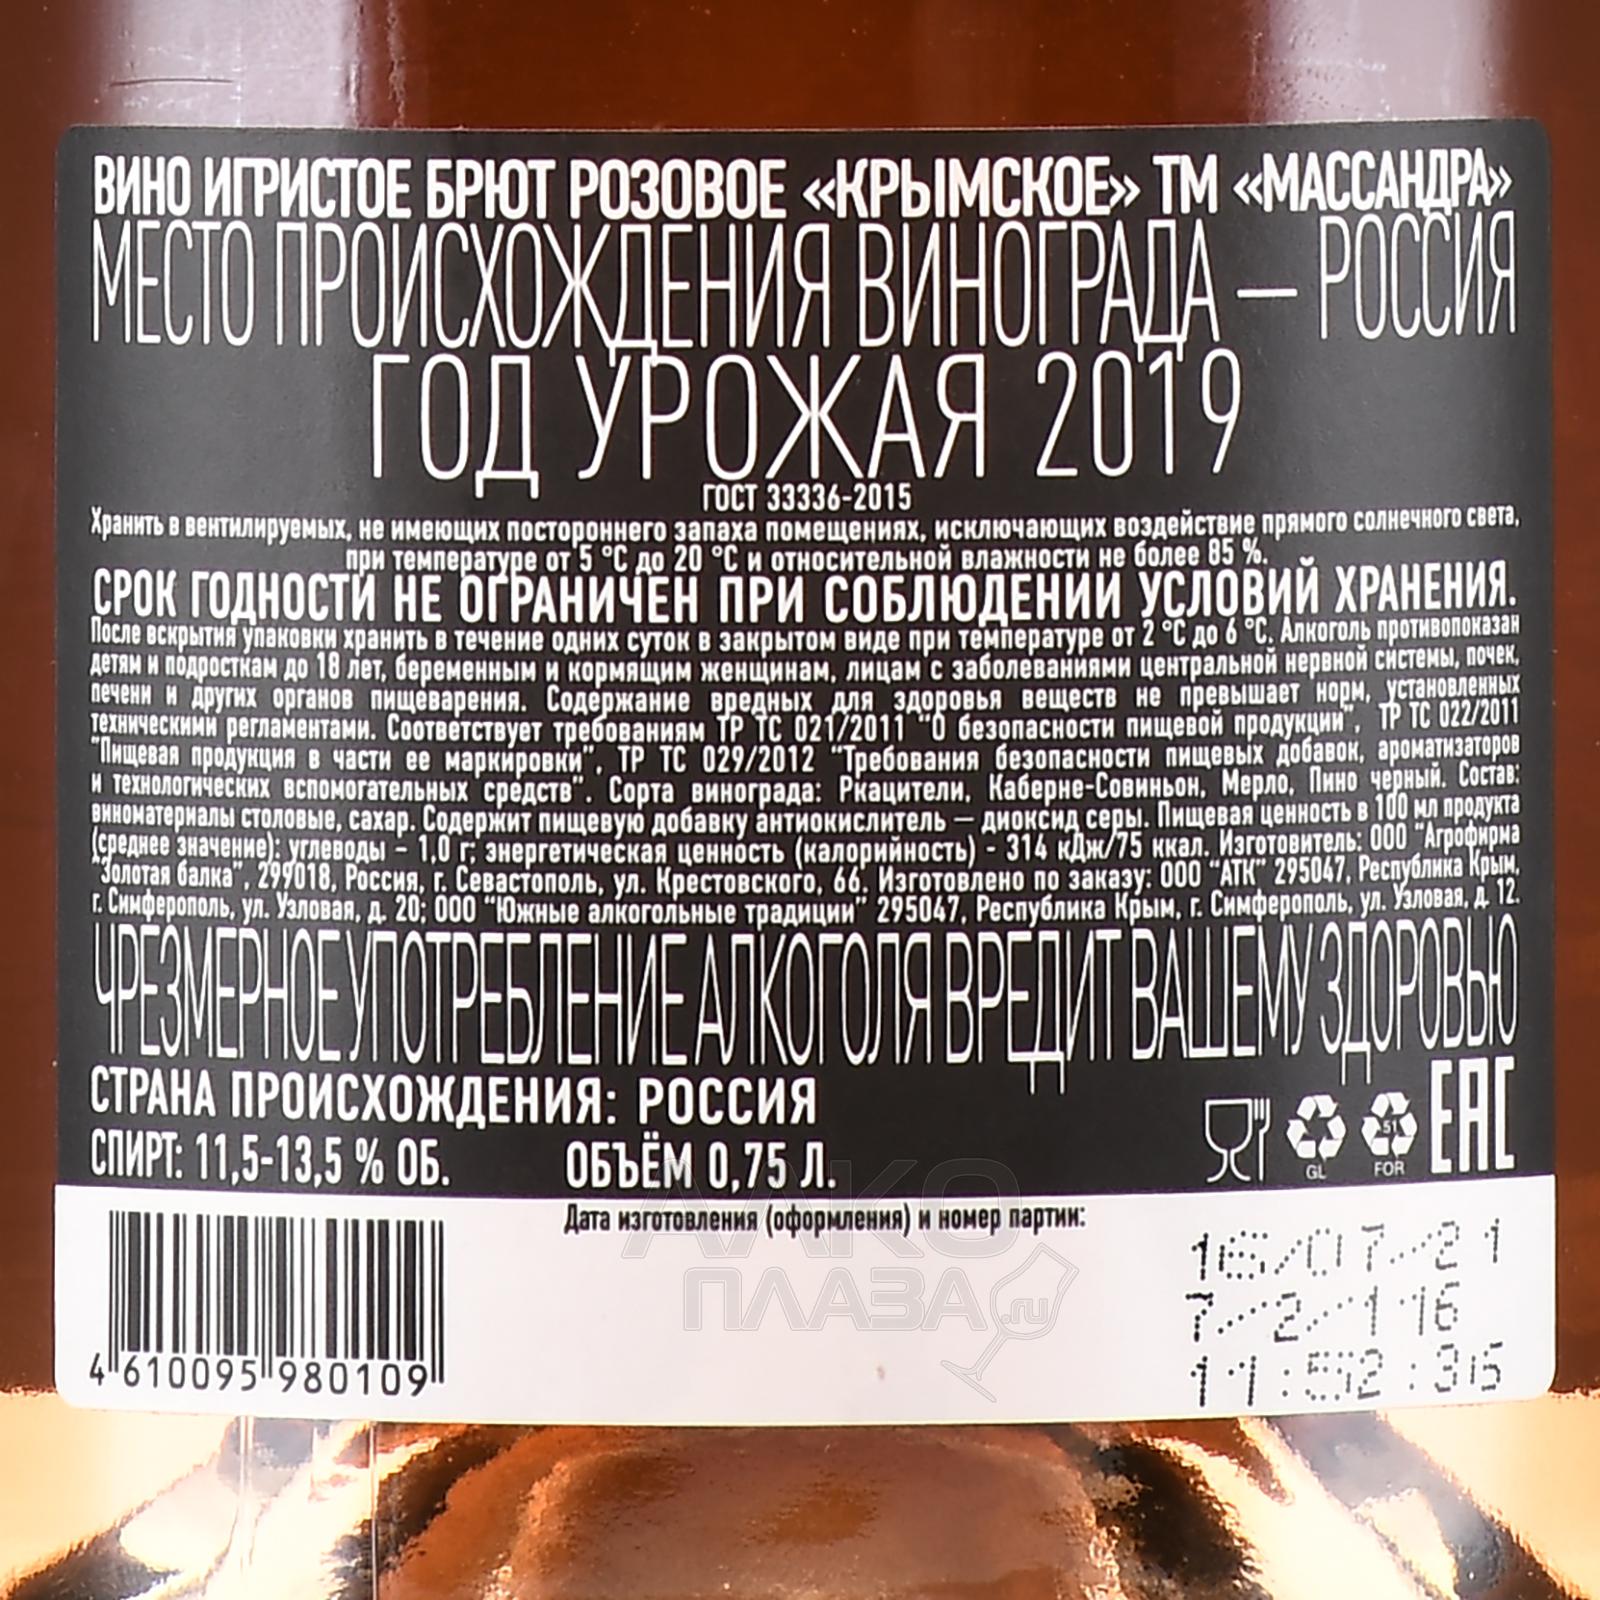 ВИНО ИГРИСТОЕ БРЮТ РОЗОВОЕ «КРЫМСКОЕ» ТМ «МАССАНДРА»
МЕСТО ПРОИСХОЖДЕНИЯ ВИНОГРАДА – РОССИЯ
ГОД УРОЖАЯ 2019
ГОСТ 33336-2015
Хранить в вентилируемых, не имеющих постороннего запаха помещениях, исключающих воздействие прямого солнечного света,
при температуре от 5 °С до 20 °С и относительной влажности не более 85 %.
СРОК ГОДНОСТИ НЕ ОГРАНИЧЕН ПРИ СОБЛЮДЕНИИ УСЛОВИЙ ХРАНЕНИЯ.
После вскрытия упаковки хранить в течение одних суток в закрытом виде при температуре от 2 °С до 6 °С. Алкоголь противопоказан
детям и подросткам до 18 лет, беременным и кормящим женщинам, лицам с заболеваниями центральной нервной системы, почек,
печени и других органов пищеварения. Содержание вредных для здоровья веществ не превышает норм, установленных
техническими регламентами. Соответствует требованиям ТР ТС 021/2011 "О безопасности пищевой продукции", ТР ТС 022/2011
"Пищевая продукция в части ее маркировки", ТР ТС 029/2012 "Требования безопасности пищевых добавок, ароматизаторов
и технологических вспомогательных средств". Сорта винограда: Ркацители, Каберне-Совиньон, Мерло, Пино черный. Состав:
виноматериалы столовые, сахар. Содержит пищевую добавку антиокислитель – диоксид серы. Пищевая ценность в 100 мл продукта
(среднее значение): углеводы – 1,0 г; энергетическая ценность (калорийность) - 314 кДж/75 ккал. Изготовитель: ООО "Агрофирма
"Золотая балка", 299018, Россия, г. Севастополь, ул. Крестовского, 66. Изготовлено по заказу: ООО "АТК" 295047, Республика Крым,
г. Симферополь, ул. Узловая, д. 20; ООО "Южные алкогольные традиции" 295047, Республика Крым, г. Симферополь, ул. Узловая, д. 12.
ЧРЕЗМЕРНОЕ УПОТРЕБЛЕНИЕ АЛКОГОЛЯ ВРЕДИТ ВАШЕМУ ЗДОРОВЬЮ
СТРАНА ПРОИСХОЖДЕНИЯ: РОССИЯ
СПИРТ: 11,5-13,5 % ОБ. ОБЪЁМ 0,75 Л.
GL
51
FOR
EAC
Дата изготовления (оформления) и номер партии:
16/07/21
7/2/116
11:52:35
4 610095 980109
АЛКО
ПЛАЗА
.ru